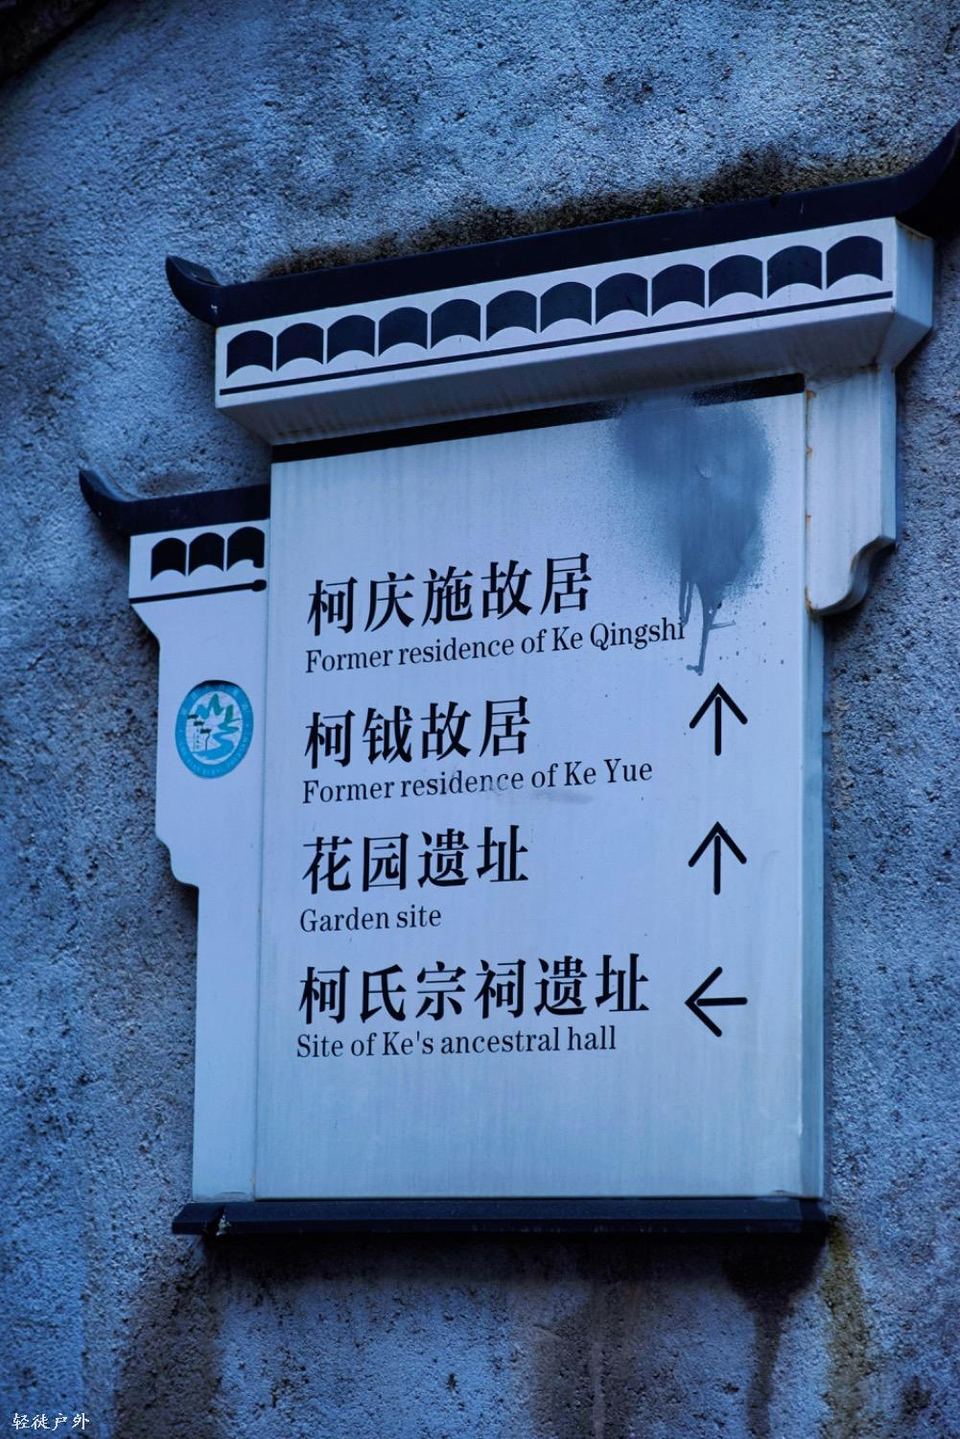 柯庆施故居
Former residence of Ke Qingshi
柯钺故居
Former residence of Ke Yue
花园遗址
Garden site
柯氏宗祠遗址
Site of Ke's ancestral hall
轻徒户外